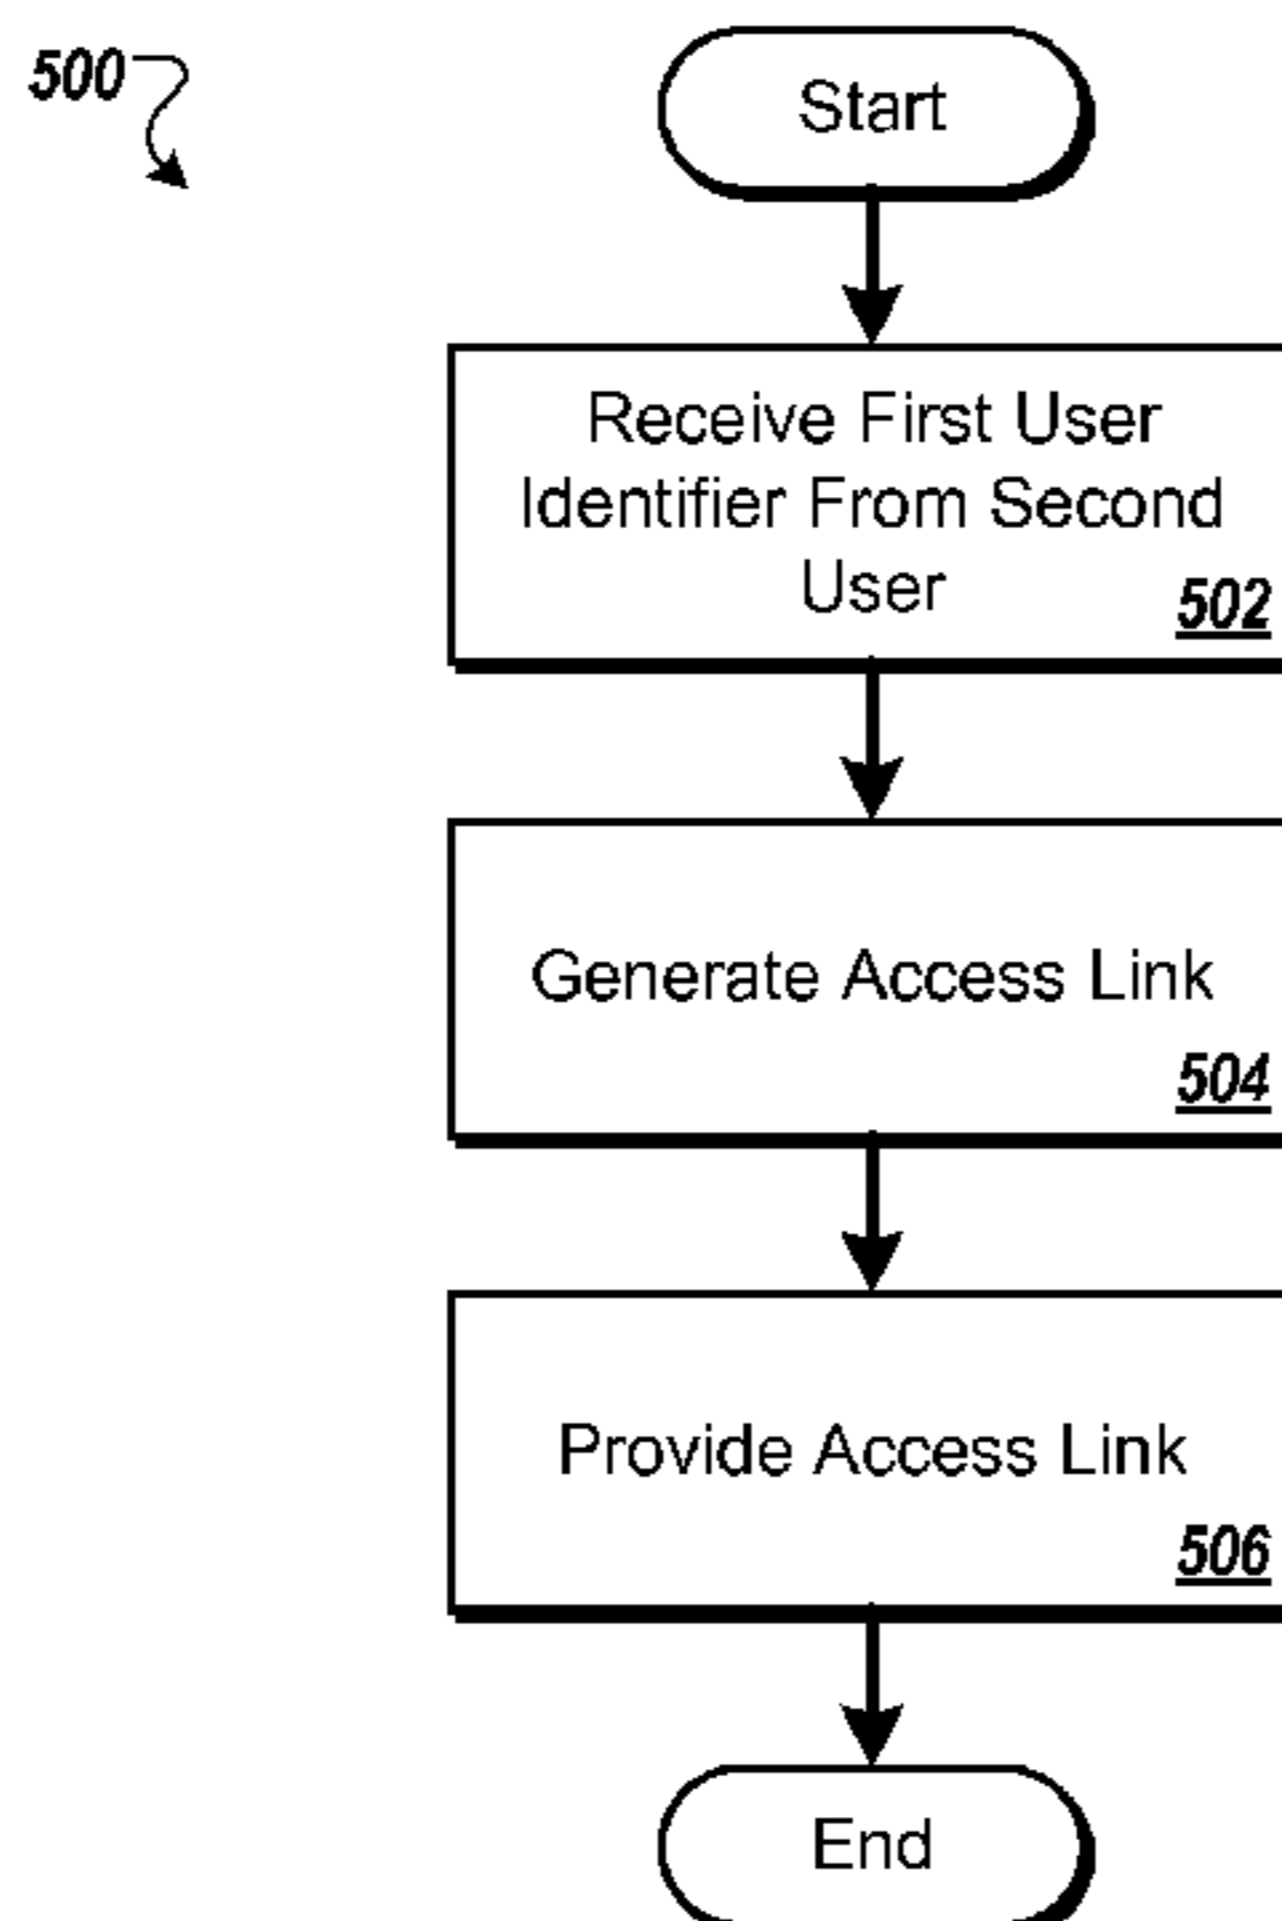 500
Start
Receive First User
Identifier From Second
User
502
Generate Access Link
504
Provide Access Link
506
End